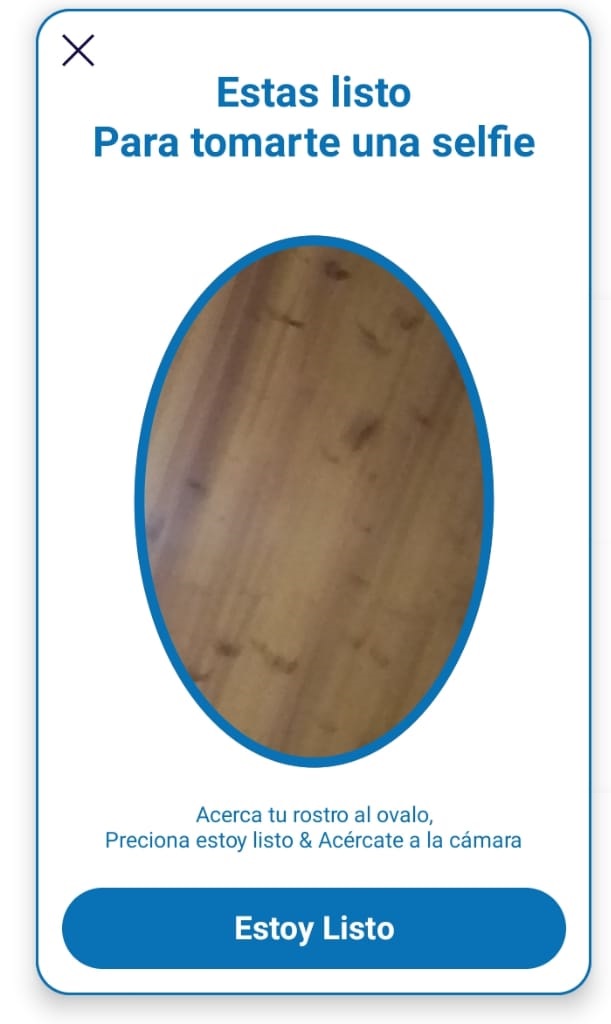 Estas listo
Para tomarte una selfie
Acerca tu rostro al ovalo,
Preciona estoy listo & Acércate a la cámara
Estoy Listo